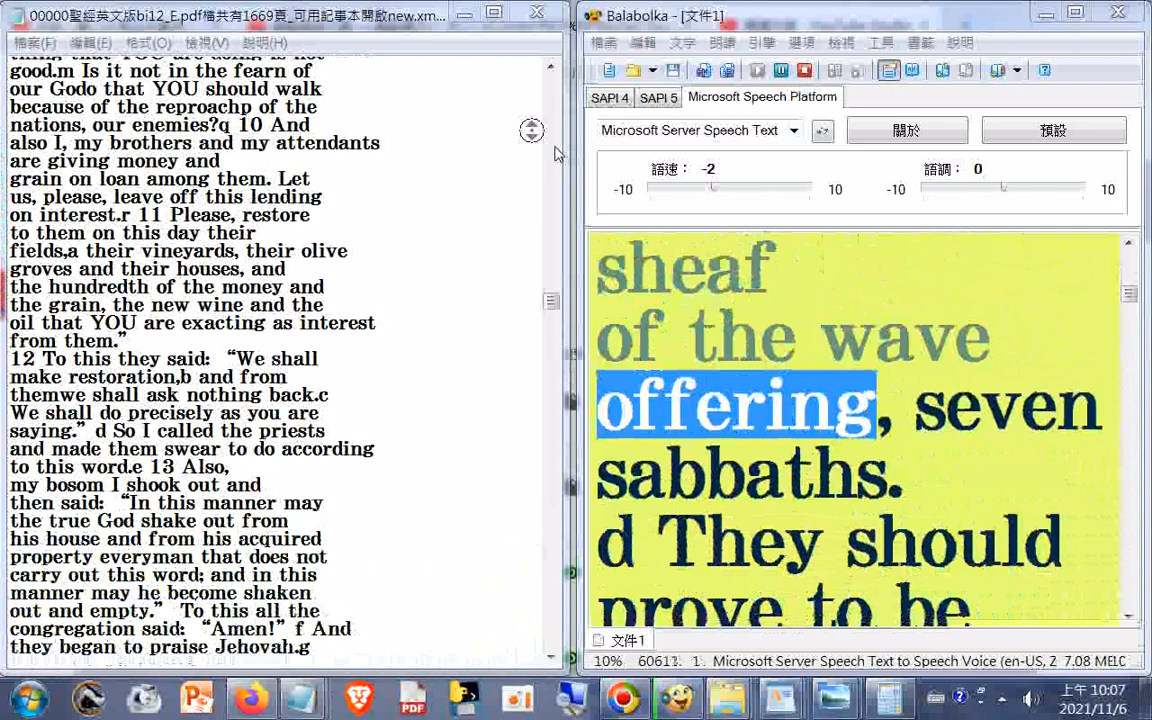 00000聖經英文版bi12_E.pdf檔共有1669頁_可用記事本開啟new.xm...
檔案(F) 編輯(E) 格式(O) 檢視(V) 說明(H)
good.m Is it not in the fearn of
our Godo that YOU should walk
because of the reproachp of the
nations, our enemies?q 10 And
also I, my brothers and my attendants
are giving money and
grain on loan among them. Let
us, please, leave off this lending
on interest.r 11 Please, restore
to them on this day their
fields,a their vineyards, their olive
groves and their houses, and
the hundredth of the money and
the grain, the new wine and the
oil that YOU are exacting as interest
from them.”
12 To this they said: “We shall
make restoration,b and from
themwe shall ask nothing back.c
We shall do precisely as you are
saying.” d So I called the priests
and made them swear to do according
to this word.e 13 Also,
my bosom I shook out and
then said: “In this manner may
the true God shake out from
his house and from his acquired
property everyman that does not
carry out this word; and in this
manner may he become shaken
out and empty.” To this all the
congregation said: “Amen!” f And
they began to praise Jehovah.g
Balabolka - [文件1]
檔案 編輯 文字 朗讀 引擎 選項 檢視 工具 書籤 說明
SAPI 4 SAPI 5 Microsoft Speech Platform
Microsoft Server Speech Text 關於 預設
語速： -2 語調： 0
-10 10 -10 10
sheaf
of the wave
offering, seven
sabbaths.
d They should
prove to be
文件1
10% Microsoft Server Speech Text to Speech Voice (en-US, 2 7.08 MELC
上午 10:07
2021/11/6